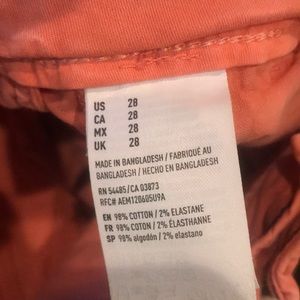 US 28
CA 28
MX 28
UK 28
MADE IN BANGLADESH / FABRIQUÉ AU
BANGLADESH / HECHO EN BANGLADESH
RN 54485/CA 03873
RFC# AEM120605U9A
EN 98% COTTON / 2% ELASTANE
FR 98% COTON / 2% ÉLASTHANNE
SP 98% algodón / 2% elastano